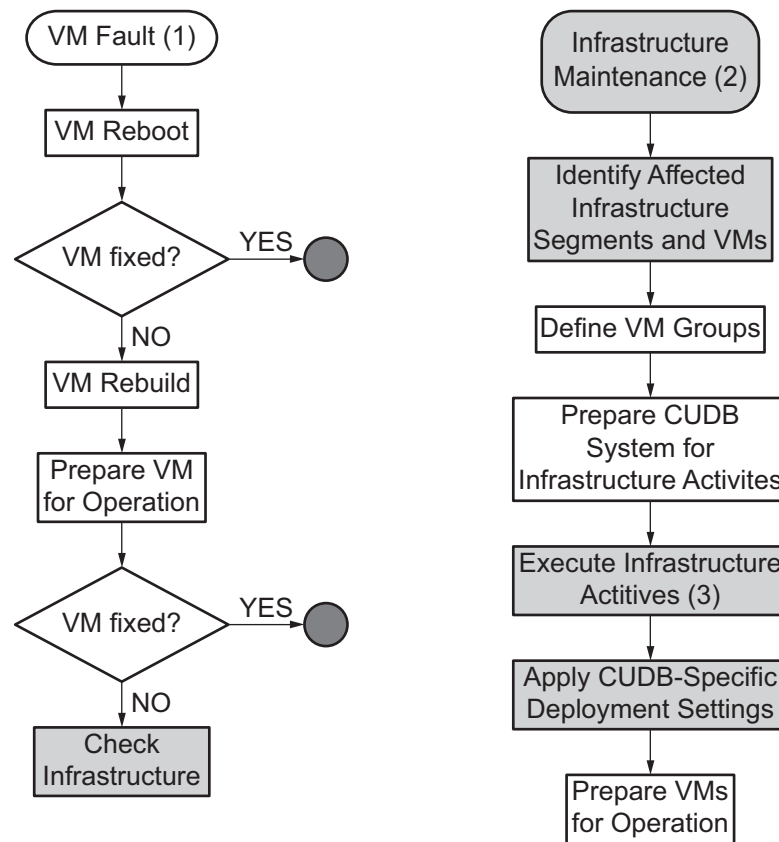 VM Fault (1)
VM Reboot
VM fixed?
YES
NO
VM Rebuild
Prepare VM
for Operation
VM fixed?
YES
NO
Check
Infrastructure
Infrastructure
Maintenance (2)
Identify Affected
Infrastructure
Segments and VMs
Define VM Groups
Prepare CUDB
System for
Infrastructure Activites
Execute Infrastructure
Actitives (3)
Apply CUDB-Specific
Deployment Settings
Prepare VMs
for Operation